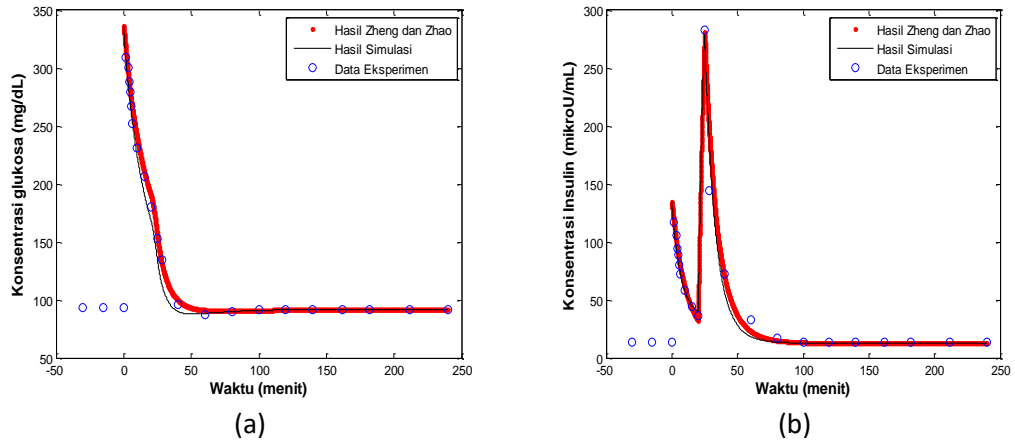 Konsentrasi glukosa (mg/dL)
350
300
250
200
150
100
50
-50
0
50
100
150
200
250
Waktu (menit)
Hasil Zheng dan Zhao
Hasil Simulasi
Data Eksperimen
(a)
Konsentrasi Insulin (mikroU/mL)
300
250
200
150
100
50
0
-50
0
50
100
150
200
250
Waktu (menit)
Hasil Zheng dan Zhao
Hasil Simulasi
Data Eksperimen
(b)